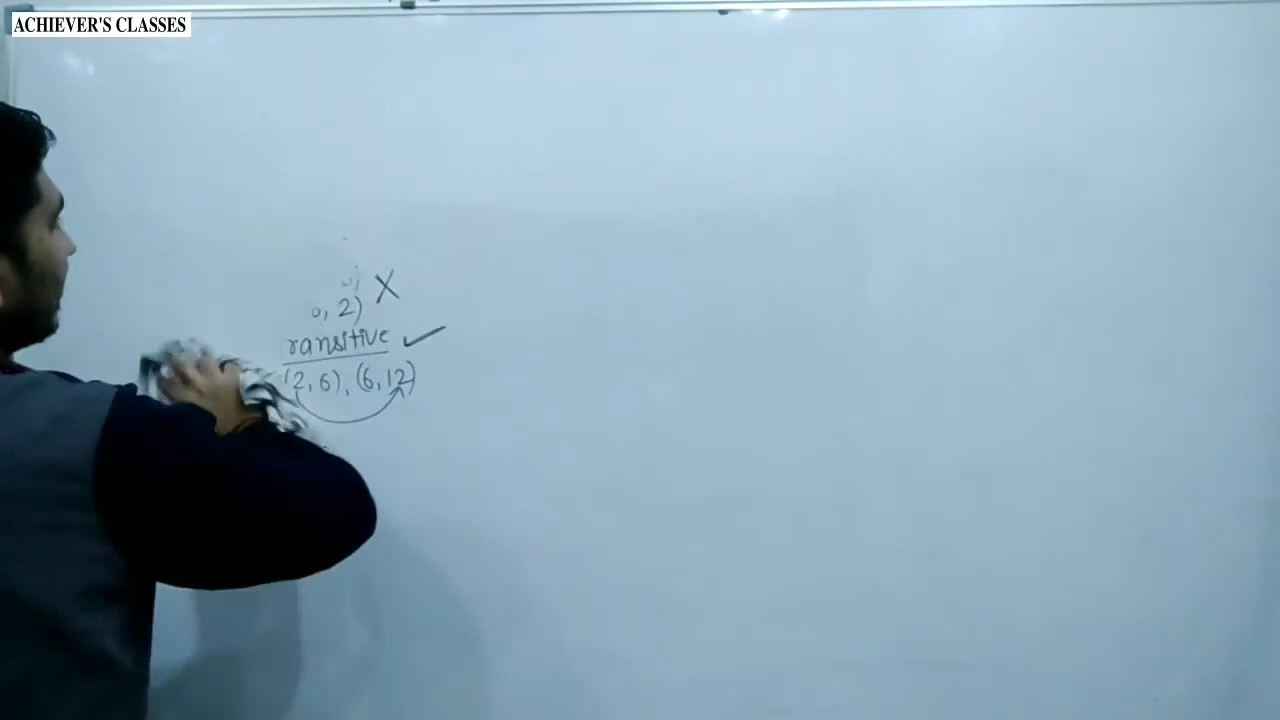 ACHIEVER'S CLASSES
X
, 2)
ransitive ✓
(2, 6), (6, 12)